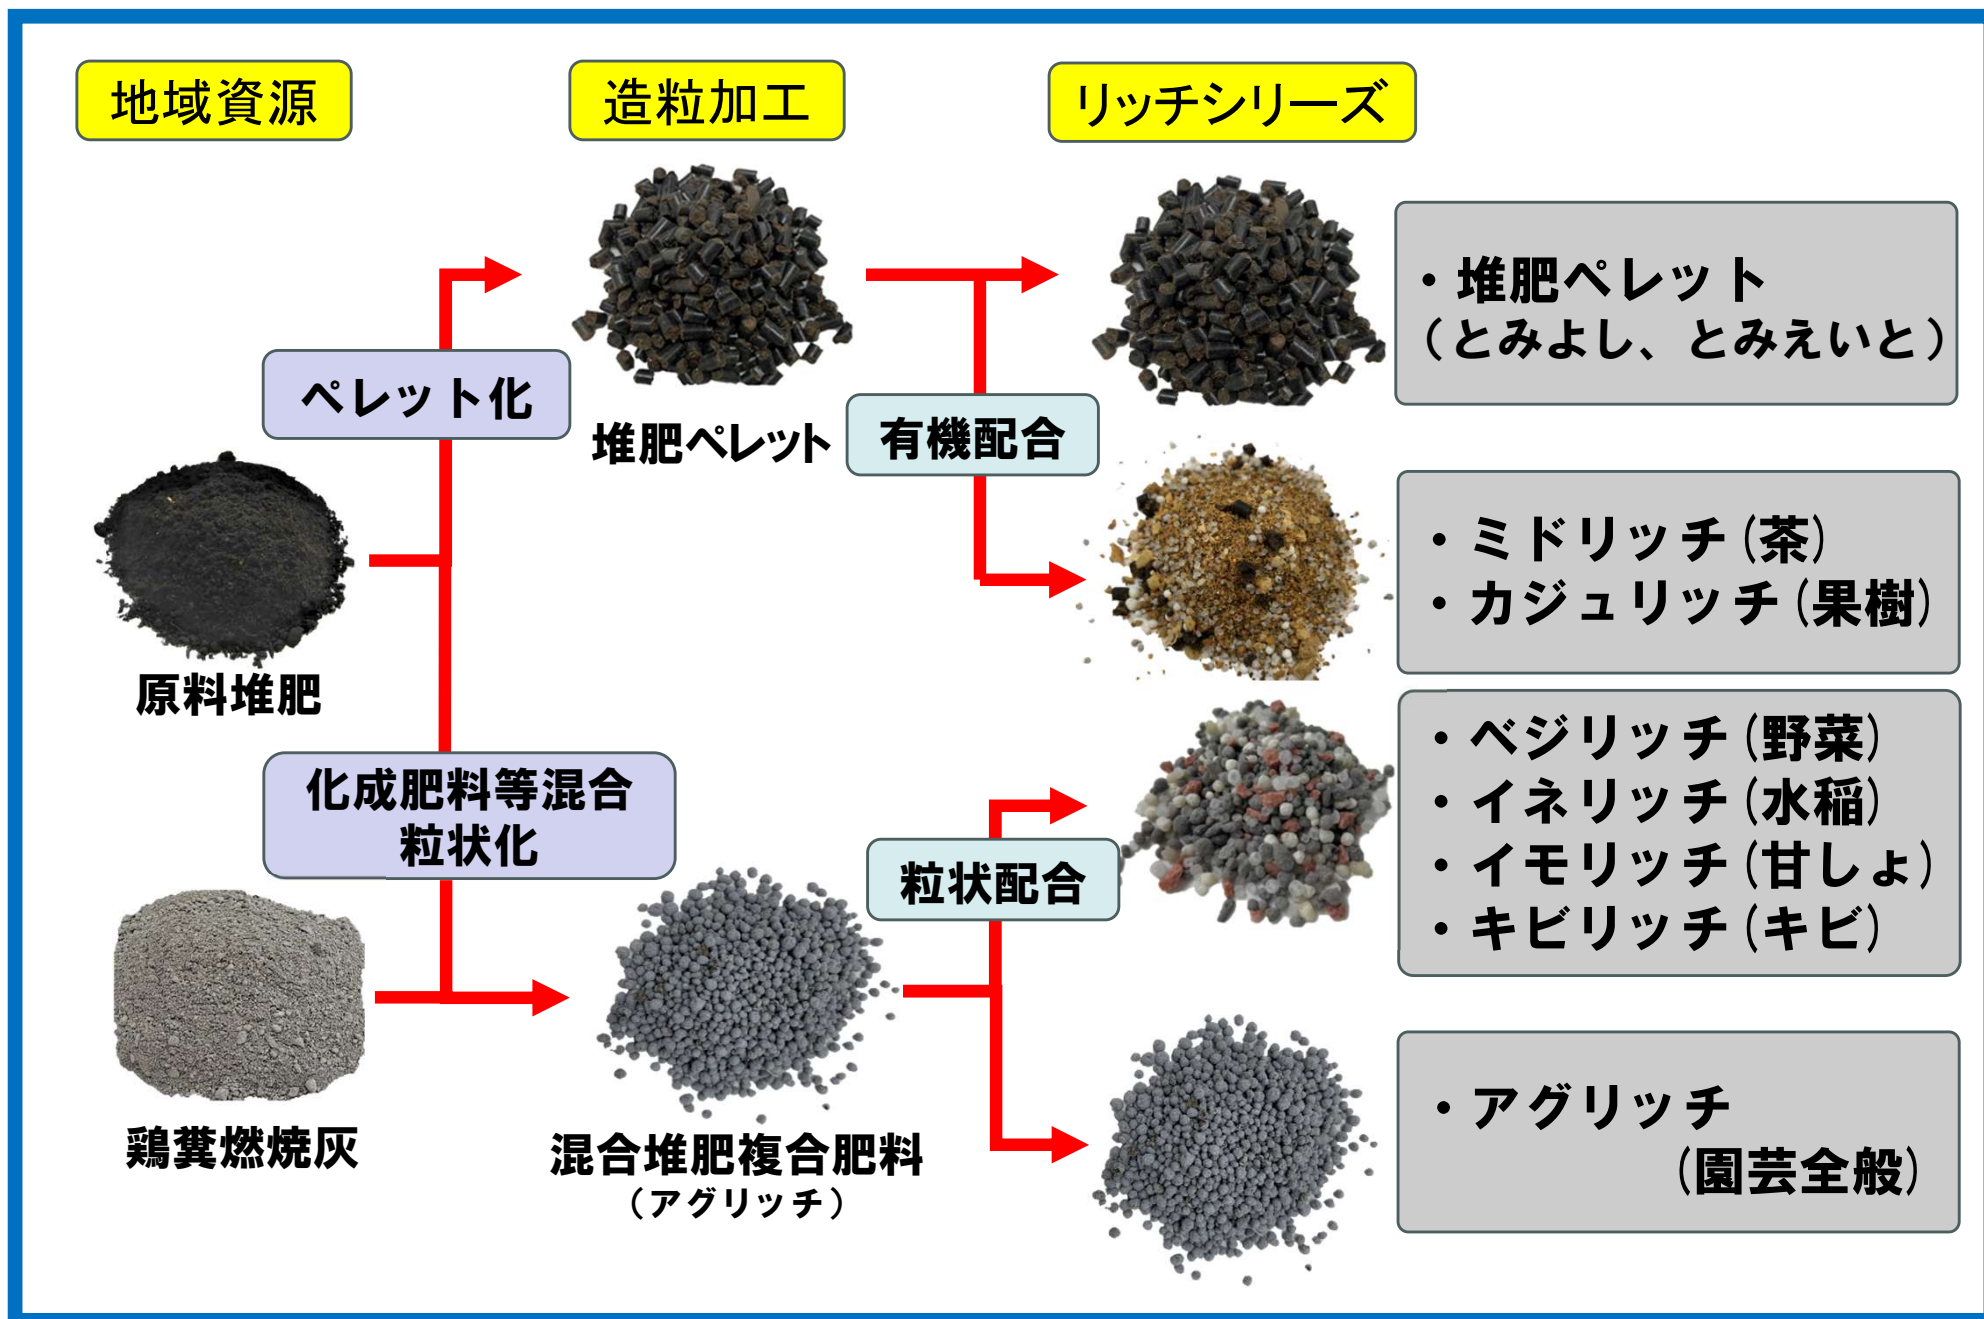 地域資源
造粒加工
リッチシリーズ
・堆肥ペレット
（とみよし、とみえいと）
ペレット化
堆肥ペレット
有機配合
・ミドリッチ(茶)
・カジュリッチ(果樹)
原料堆肥
化成肥料等混合
粒状化
粒状配合
・ベジリッチ(野菜)
・イネリッチ(水稲)
・イモリッチ(甘しょ)
・キビリッチ(キビ)
鶏糞燃焼灰
混合堆肥複合肥料
（アグリッチ）
・アグリッチ
(園芸全般)